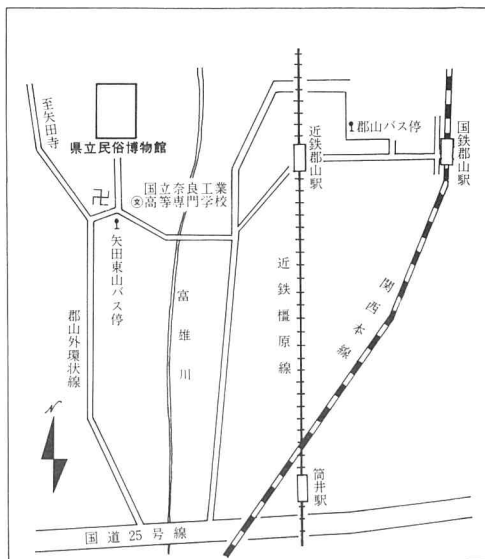 至矢田寺
県立民俗博物館
卍
国立奈良工業
文高等専門学校
矢田東山バス停
郡山外環状線
富雄川
近鉄橿原線
近鉄郡山駅
郡山バス停
国鉄郡山駅
関西本線
筒井駅
N
国道25号線